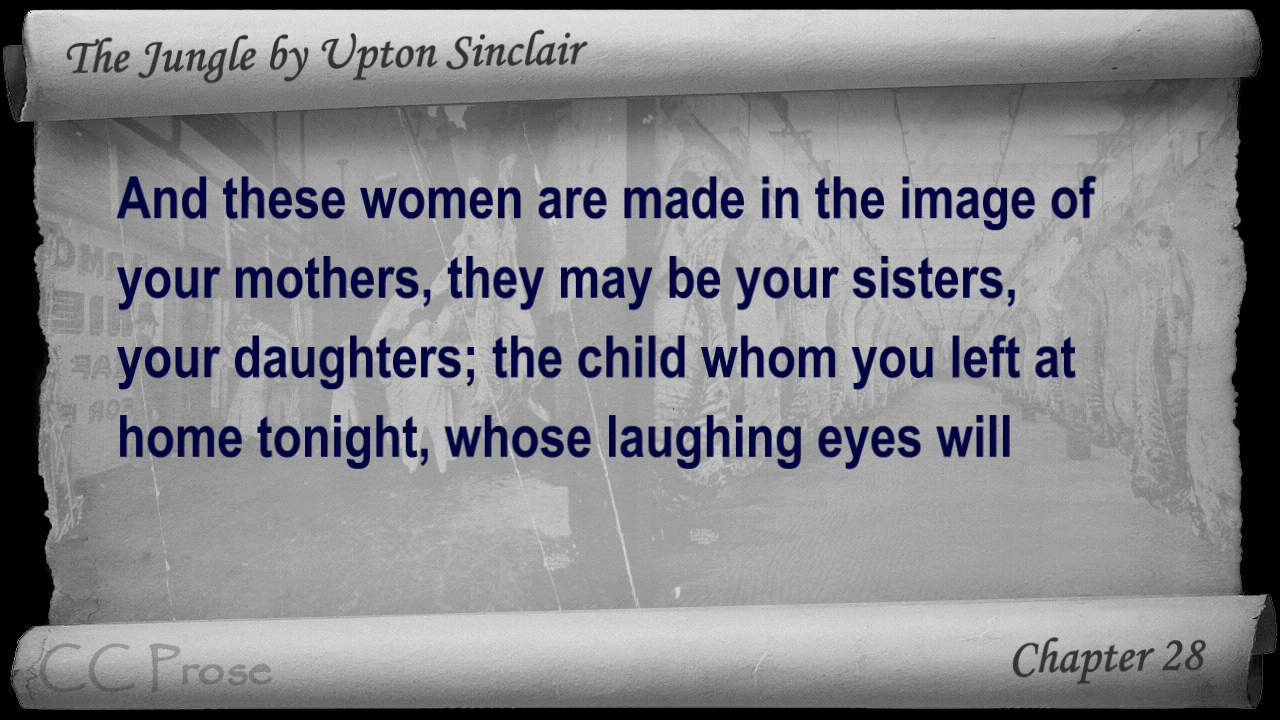 The Jungle by Upton Sinclair
And these women are made in the image of
your mothers, they may be your sisters,
your daughters; the child whom you left at
home tonight, whose laughing eyes will
CC Prose
Chapter 28